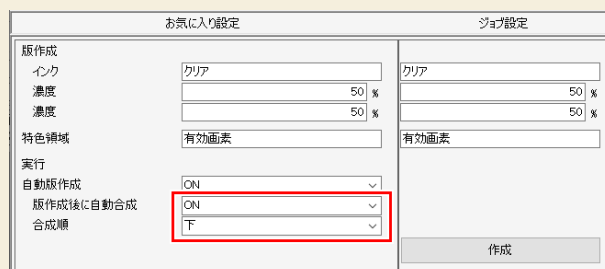 お気に入り設定 ジョブ設定
版作成
インク クリア クリア
濃度 50 % 50 %
濃度 50 % 50 %
特色領域 有効画素 有効画素
実行
自動版作成 ON
版作成後に自動合成 ON
合成順 下
作成